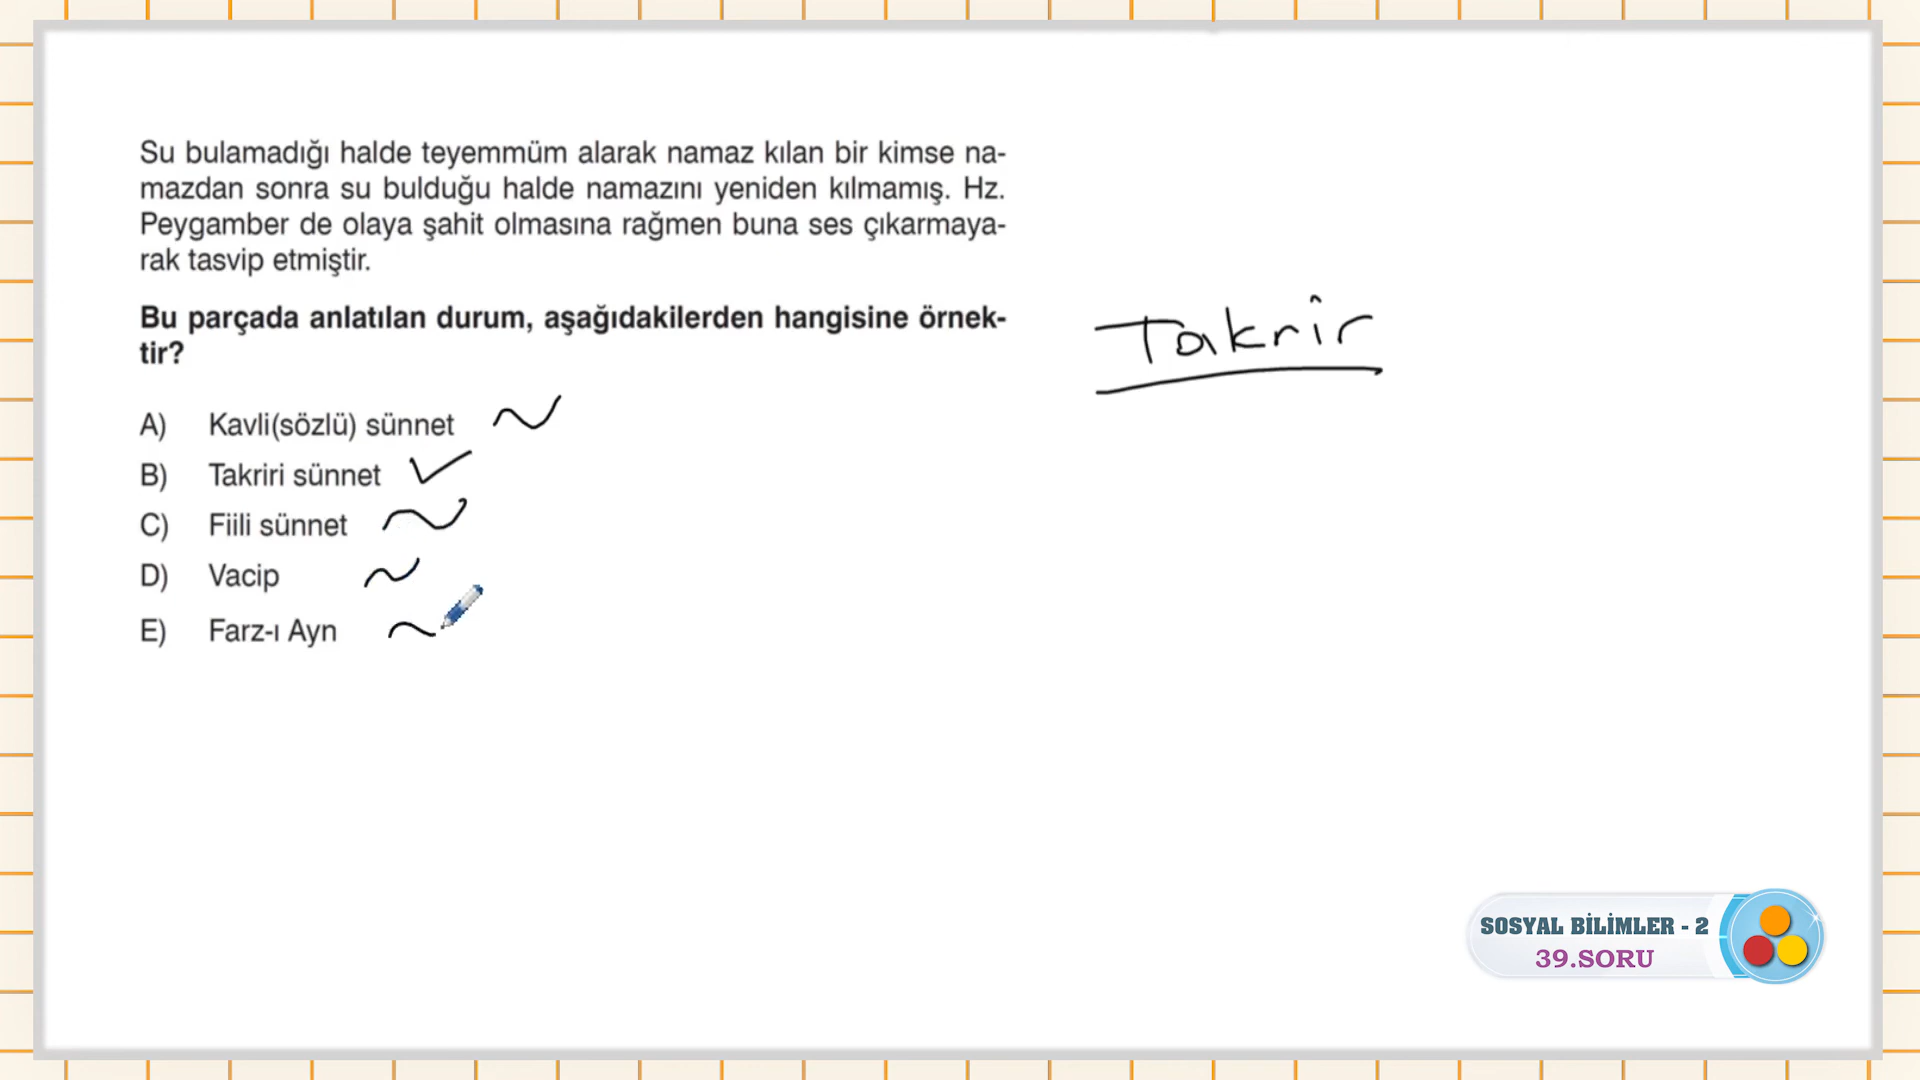 Su bulamadığı halde teyemmüm alarak namaz kılan bir kimse na-
mazdan sonra su bulduğu halde namazını yeniden kılmamış. Hz.
Peygamber de olaya şahit olmasına rağmen buna ses çıkarmaya-
rak tasvip etmiştir.
Bu parçada anlatılan durum, aşağıdakilerden hangisine örnek-
tir?
A) Kavli(sözlü) sünnet
B) Takriri sünnet
C) Fiili sünnet
D) Vacip
E) Farz-ı Ayn
Takrîr
SOSYAL BİLİMLER - 2
39.SORU